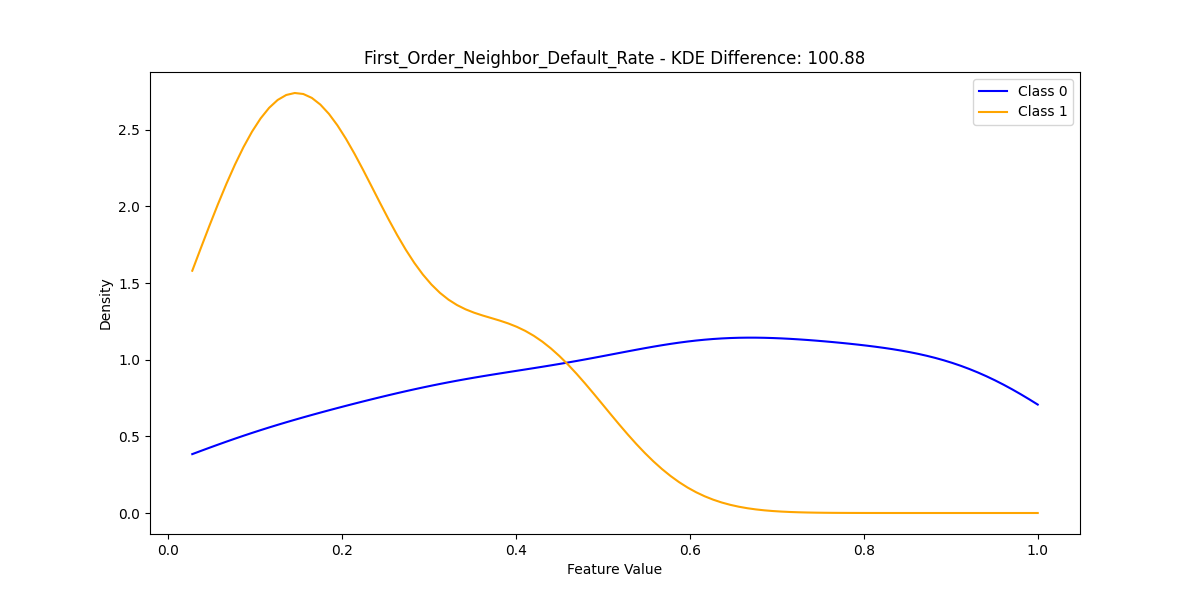 First_Order_Neighbor_Default_Rate - KDE Difference: 100.88
Class 0
Class 1
Density
2.5
2.0
1.5
1.0
0.5
0.0
0.0 0.2 0.4 0.6 0.8 1.0
Feature Value